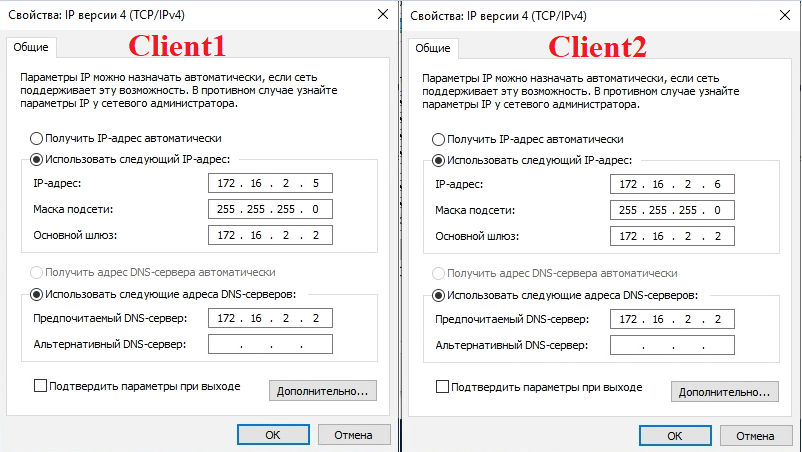 Свойства: IP версии 4 (TCP/IPv4)
Общие
Client1
Параметры IP можно назначать автоматически, если сеть
поддерживает эту возможность. В противном случае узнайте
параметры IP у сетевого администратора.
Получить IP-адрес автоматически
Использовать следующий IP-адрес:
IP-адрес: 172 . 16 . 2 . 5
Маска подсети: 255 . 255 . 255 . 0
Основной шлюз: 172 . 16 . 2 . 2
Получить адрес DNS-сервера автоматически
Использовать следующие адреса DNS-серверов:
Предпочитаемый DNS-сервер: 172 . 16 . 2 . 2
Альтернативный DNS-сервер: . . .
Подтвердить параметры при выходе
Дополнительно...
ОК Отмена
Свойства: IP версии 4 (TCP/IPv4)
Общие
Client2
Параметры IP можно назначать автоматически, если сеть
поддерживает эту возможность. В противном случае узнайте
параметры IP у сетевого администратора.
Получить IP-адрес автоматически
Использовать следующий IP-адрес:
IP-адрес: 172 . 16 . 2 . 6
Маска подсети: 255 . 255 . 255 . 0
Основной шлюз: 172 . 16 . 2 . 2
Получить адрес DNS-сервера автоматически
Использовать следующие адреса DNS-серверов:
Предпочитаемый DNS-сервер: 172 . 16 . 2 . 2
Альтернативный DNS-сервер: . . .
Подтвердить параметры при выходе
Дополнительно...
ОК Отмена